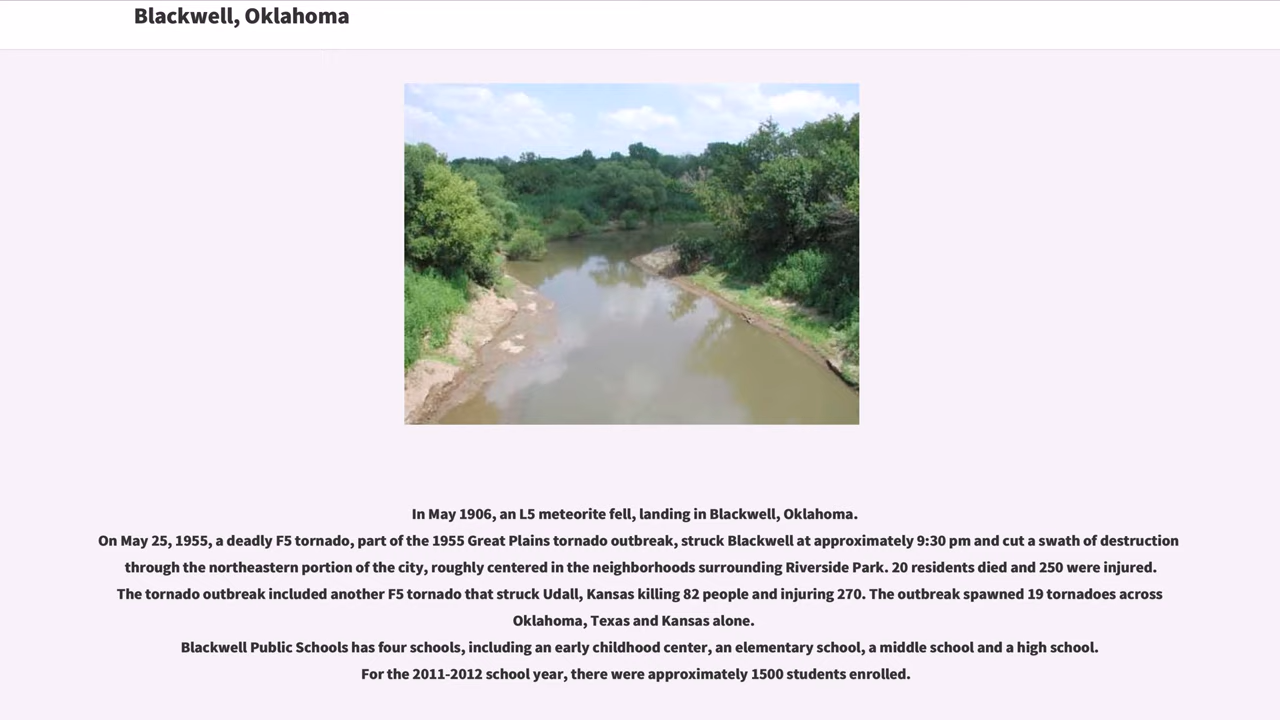 Blackwell, Oklahoma
In May 1906, an L5 meteorite fell, landing in Blackwell, Oklahoma.
On May 25, 1955, a deadly F5 tornado, part of the 1955 Great Plains tornado outbreak, struck Blackwell at approximately 9:30 pm and cut a swath of destruction
through the northeastern portion of the city, roughly centered in the neighborhoods surrounding Riverside Park. 20 residents died and 250 were injured.
The tornado outbreak included another F5 tornado that struck Udall, Kansas killing 82 people and injuring 270. The outbreak spawned 19 tornadoes across
Oklahoma, Texas and Kansas alone.
Blackwell Public Schools has four schools, including an early childhood center, an elementary school, a middle school and a high school.
For the 2011-2012 school year, there were approximately 1500 students enrolled.